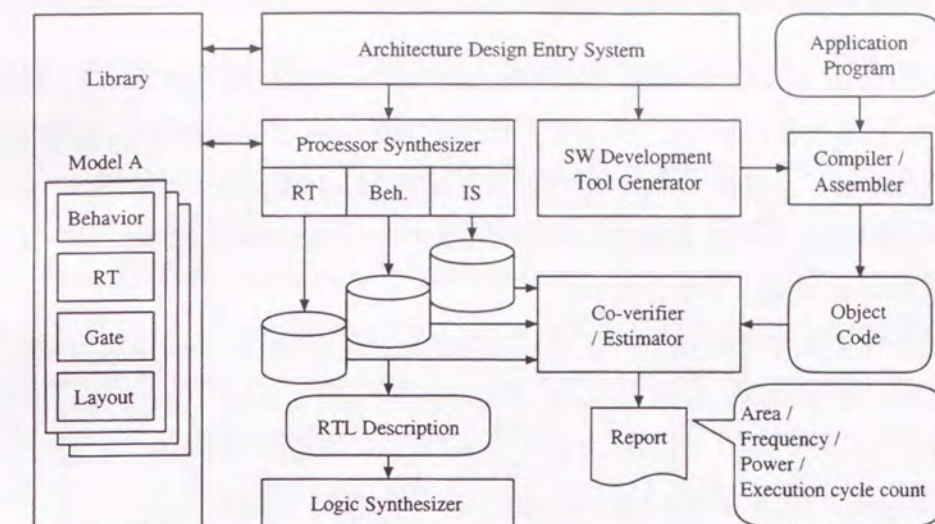 Library
Model A
Behavior
RT
Gate
Layout
Architecture Design Entry System
Processor Synthesizer
RT
Beh.
IS
SW Development
Tool Generator
Application
Program
Compiler /
Assembler
Co-verifier
/ Estimator
Object
Code
RTL Description
Report
Area /
Frequency /
Power /
Execution cycle count
Logic Synthesizer